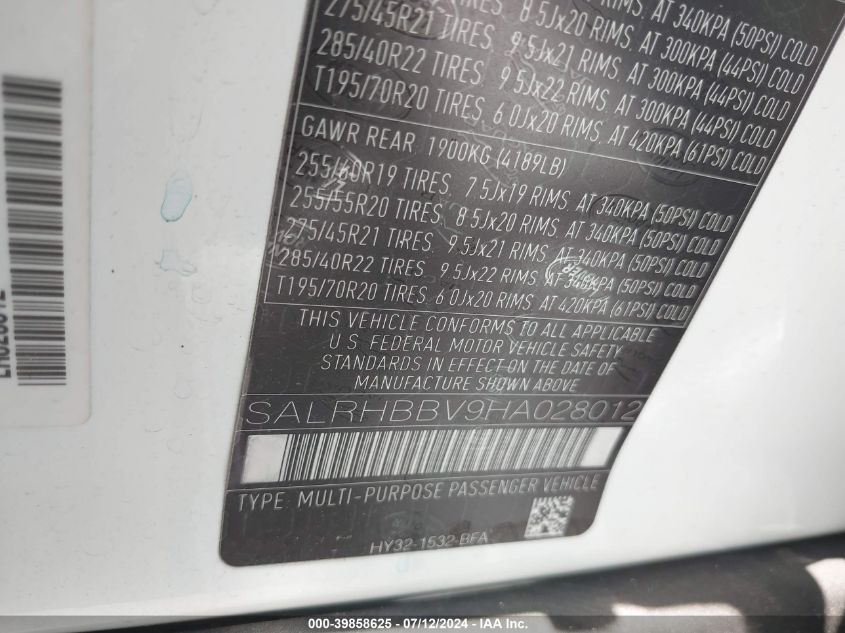 275/45R21 TIRES, 8.5Jx20 RIMS, AT 340KPA (50PSI) COLD
285/40R22 TIRES, 9.5Jx21 RIMS, AT 300KPA (44PSI) COLD
T195/70R20 TIRES, 9.5Jx22 RIMS, AT 300KPA (44PSI) COLD
6.0Jx20 RIMS, AT 420KPA (61PSI) COLD
GAWR REAR: 1900KG (4189LB)
255/60R19 TIRES, 7.5Jx19 RIMS, AT 340KPA (50PSI) COLD
255/55R20 TIRES, 8.5Jx20 RIMS, AT 340KPA (50PSI) COLD
275/45R21 TIRES, 9.5Jx21 RIMS, AT 340KPA (50PSI) COLD
285/40R22 TIRES, 9.5Jx22 RIMS, AT 340KPA (50PSI) COLD
T195/70R20 TIRES, 6.0Jx20 RIMS, AT 420KPA (61PSI) COLD
THIS VEHICLE CONFORMS TO ALL APPLICABLE
U.S. FEDERAL MOTOR VEHICLE SAFETY
STANDARDS IN EFFECT ON THE DATE OF
MANUFACTURE SHOWN ABOVE.
SALRHBBV9HA028012
TYPE: MULTI-PURPOSE PASSENGER VEHICLE
HY32-1532-BFA
000-39858625 - 07/12/2024 - IAA Inc.